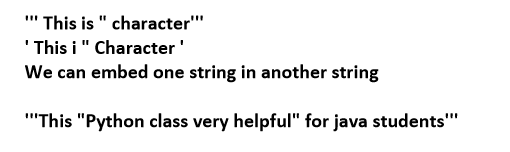 ''' This is " character'''
' This i " Character '
We can embed one string in another string
'''This "Python class very helpful" for java students'''